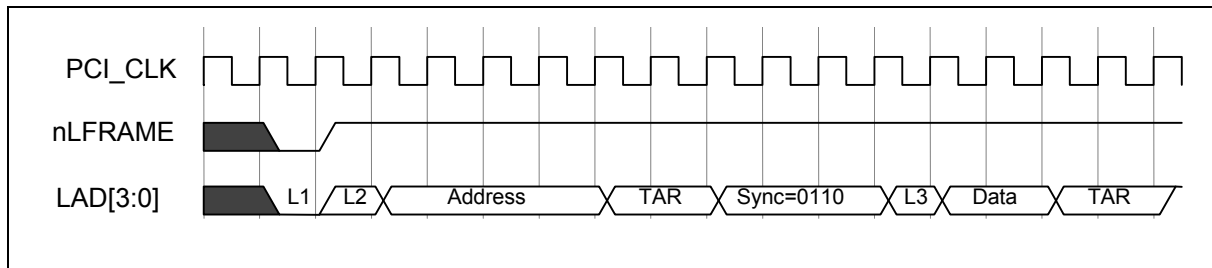 PCI_CLK
nLFRAME
LAD[3:0] L1 L2 Address TAR Sync=0110 L3 Data TAR